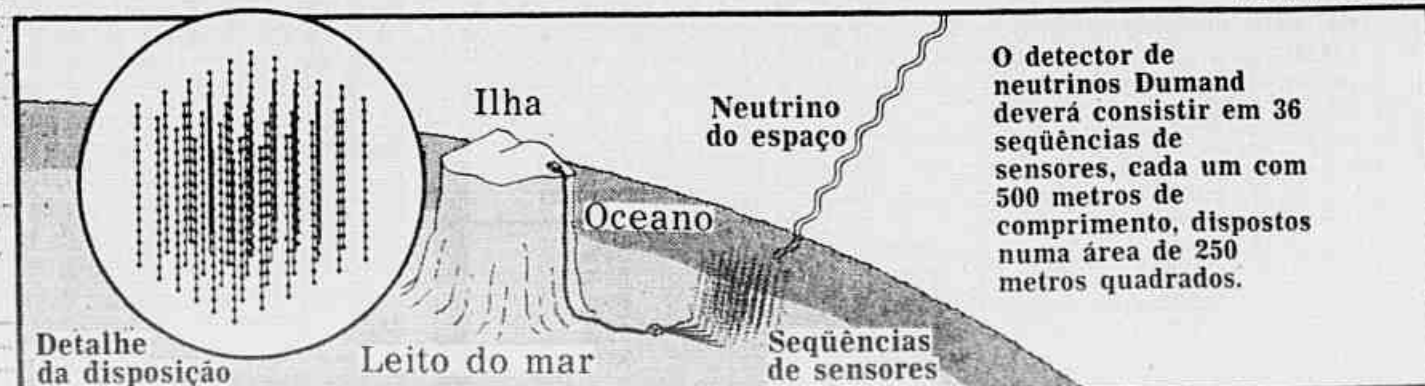 Ilha
Neutrino
do espaço
Oceano
Detalhe
da disposição
Leito do mar
Seqüências
de sensores
O detector de
neutrinos Dumand
deverá consistir em 36
seqüências de
sensores, cada um com
500 metros de
comprimento, dispostos
numa área de 250
metros quadrados.